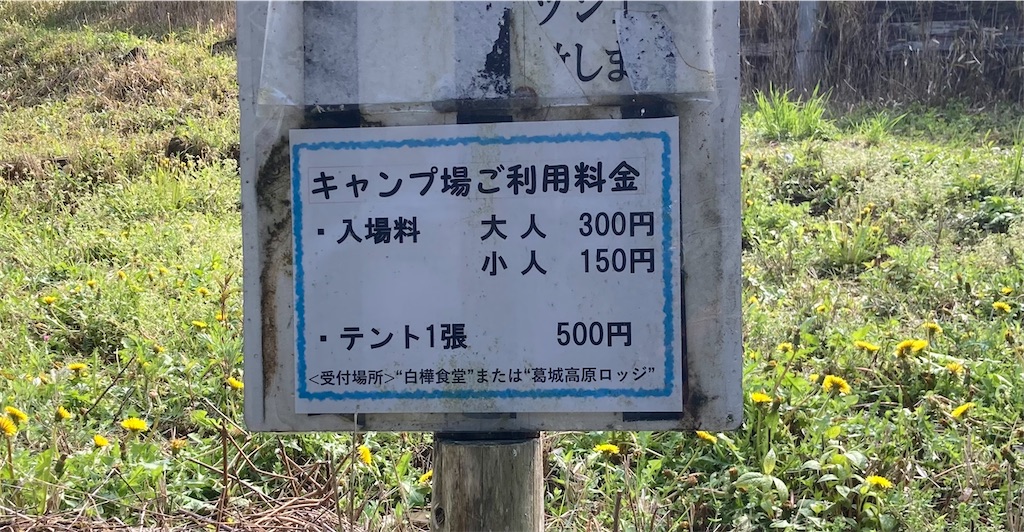 ます
キャンプ場ご利用料金
・入場料 大人 300円
小人 150円
・テント1張 500円
<受付場所>“白樺食堂”または“葛城高原ロッジ”